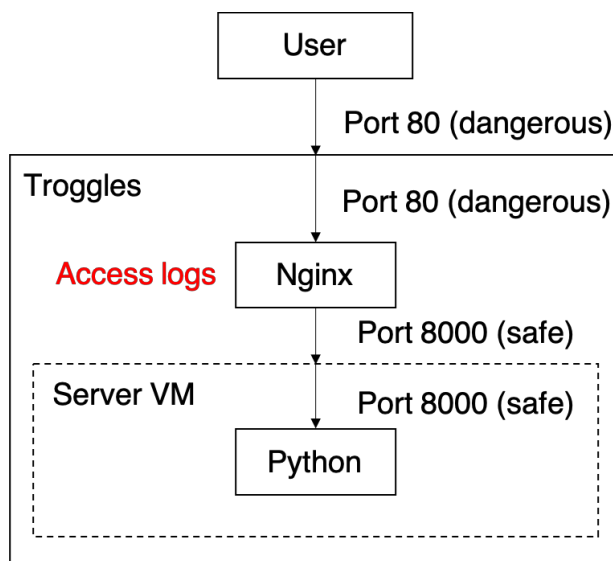 User
Port 80 (dangerous)
Troggles
Port 80 (dangerous)
Access logs
Nginx
Port 8000 (safe)
Server VM
Port 8000 (safe)
Python